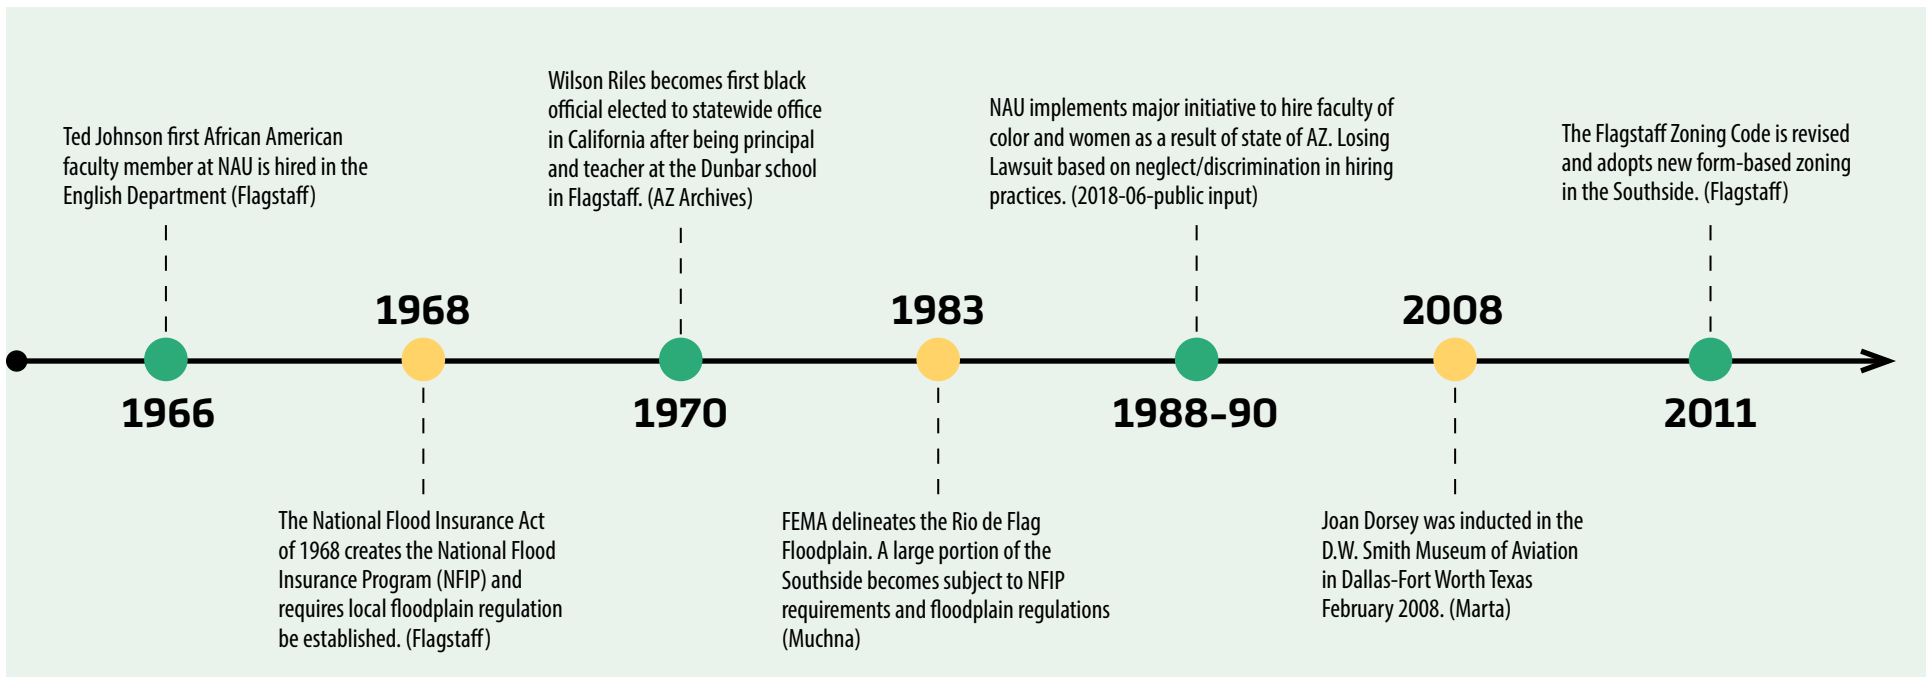 Ted Johnson first African American
faculty member at NAU is hired in the
English Department (Flagstaff)
1966
1968
The National Flood Insurance Act
of 1968 creates the National Flood
Insurance Program (NFIP) and
requires local floodplain regulation
be established. (Flagstaff)
Wilson Riles becomes first black
official elected to statewide office
in California after being principal
and teacher at the Dunbar school
in Flagstaff. (AZ Archives)
1970
1983
FEMA delineates the Rio de Flag
Floodplain. A large portion of the
Southside becomes subject to NFIP
requirements and floodplain regulations
(Muchna)
NAU implements major initiative to hire faculty of
color and women as a result of state of AZ. Losing
Lawsuit based on neglect/discrimination in hiring
practices. (2018-06-public input)
1988-90
2008
Joan Dorsey was inducted in the
D.W. Smith Museum of Aviation
in Dallas-Fort Worth Texas
February 2008. (Marta)
The Flagstaff Zoning Code is revised
and adopts new form-based zoning
in the Southside. (Flagstaff)
2011